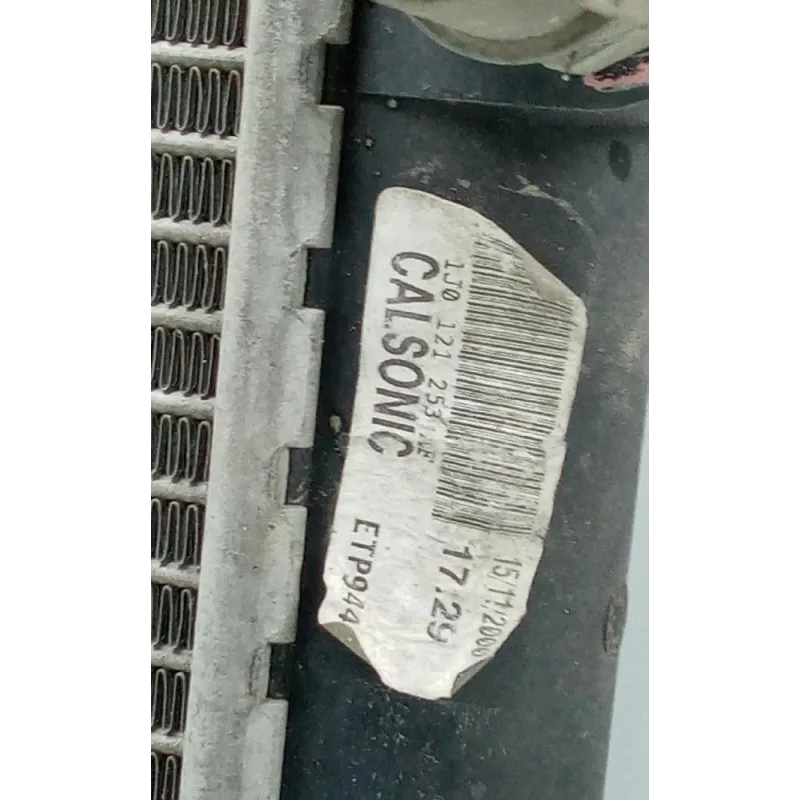 1J0 121 253
CALSONIC
ETP944
15/11/2000
17:29